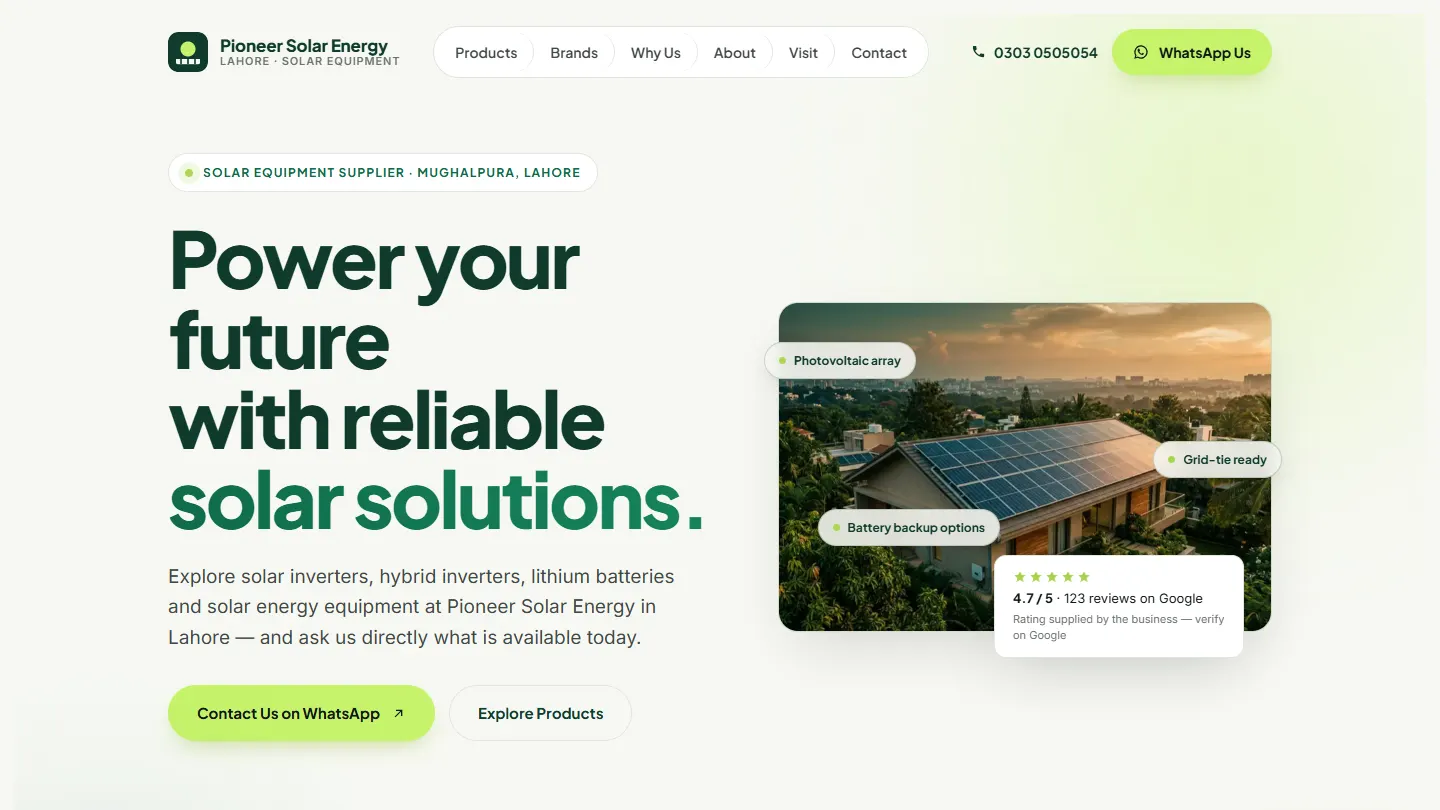 Pioneer Solar Energy
LAHORE · SOLAR EQUIPMENT
Products
Brands
Why Us
About
Visit
Contact
0303 0505054
WhatsApp Us
SOLAR EQUIPMENT SUPPLIER · MUGHALPURA, LAHORE
Power your
future
with reliable
solar solutions.
Explore solar inverters, hybrid inverters, lithium batteries
and solar energy equipment at Pioneer Solar Energy in
Lahore — and ask us directly what is available today.
Contact Us on WhatsApp
Explore Products
Photovoltaic array
Grid-tie ready
Battery backup options
4.7 / 5 · 123 reviews on Google
Rating supplied by the business — verify
on Google